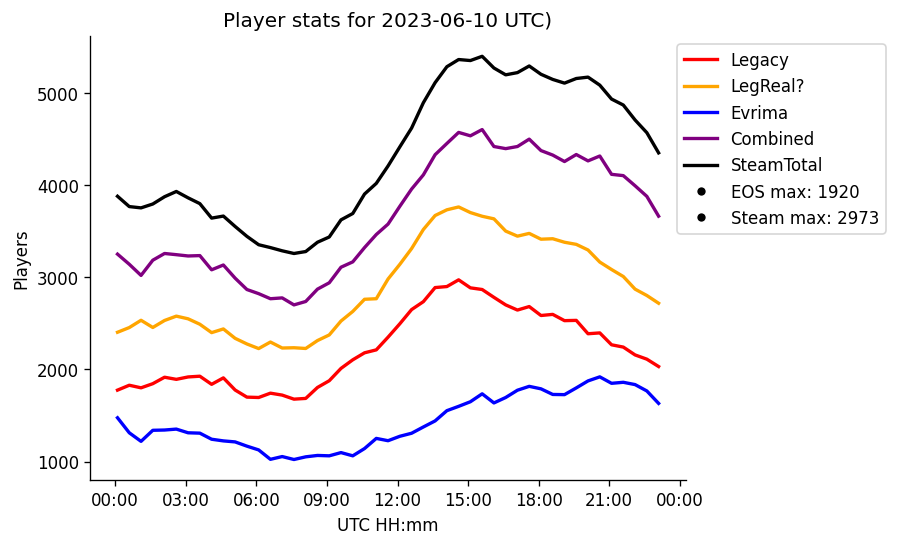 Player stats for 2023-06-10 UTC)
Players
5000
4000
3000
2000
1000
00:00 03:00 06:00 09:00 12:00 15:00 18:00 21:00 00:00
UTC HH:mm
Legacy
LegReal?
Evrima
Combined
SteamTotal
EOS max: 1920
Steam max: 2973